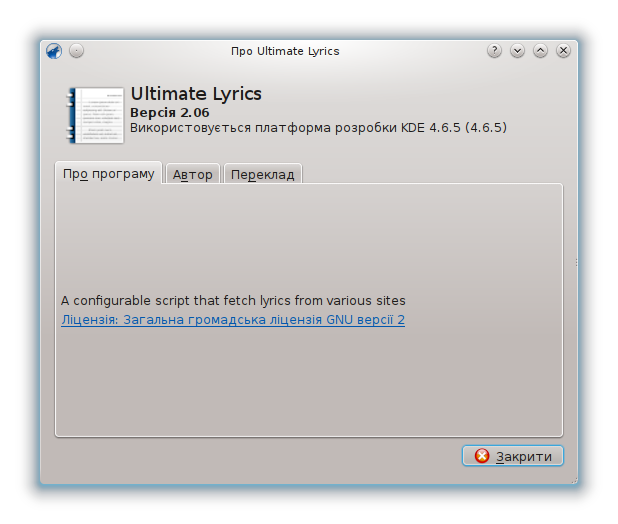 Про Ultimate Lyrics
Ultimate Lyrics
Версія 2.06
Використовується платформа розробки KDE 4.6.5 (4.6.5)
Про програму Автор Переклад
A configurable script that fetch lyrics from various sites
Ліцензія: Загальна громадська ліцензія GNU версії 2
Закрити